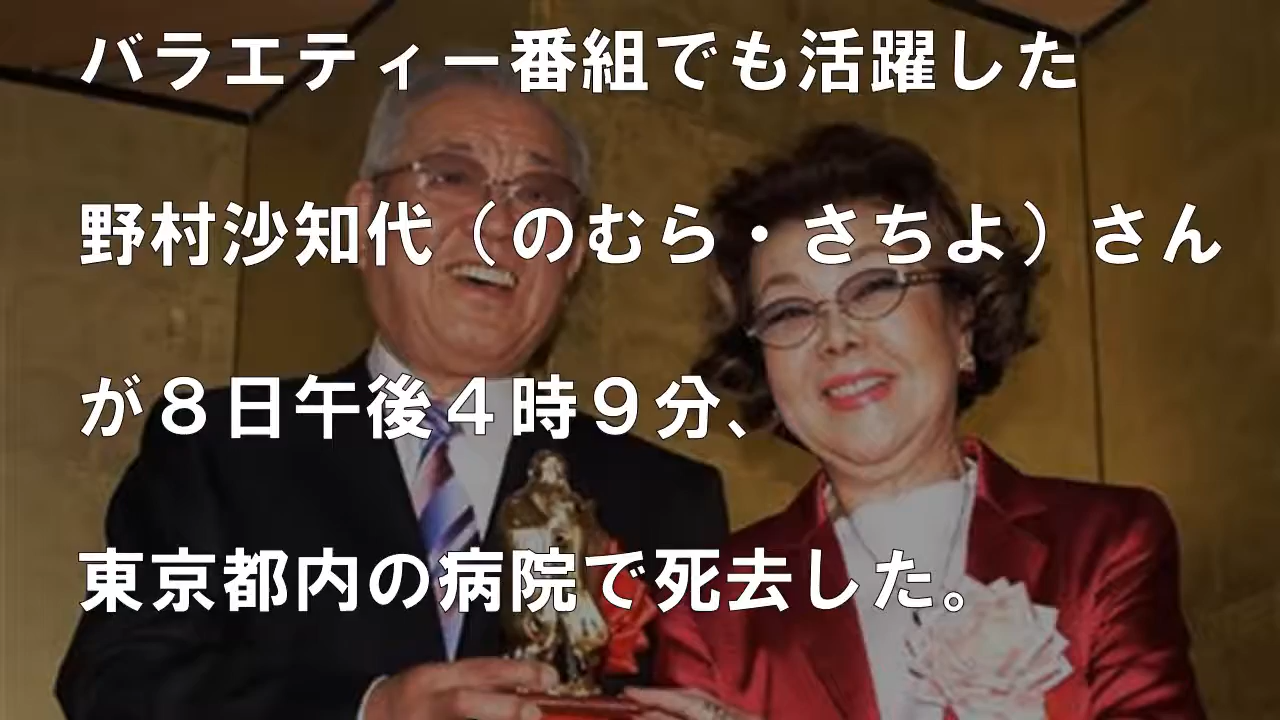 バラエティー番組でも活躍した
野村沙知代（のむら・さちよ）さん
が８日午後４時９分、
東京都内の病院で死去した。